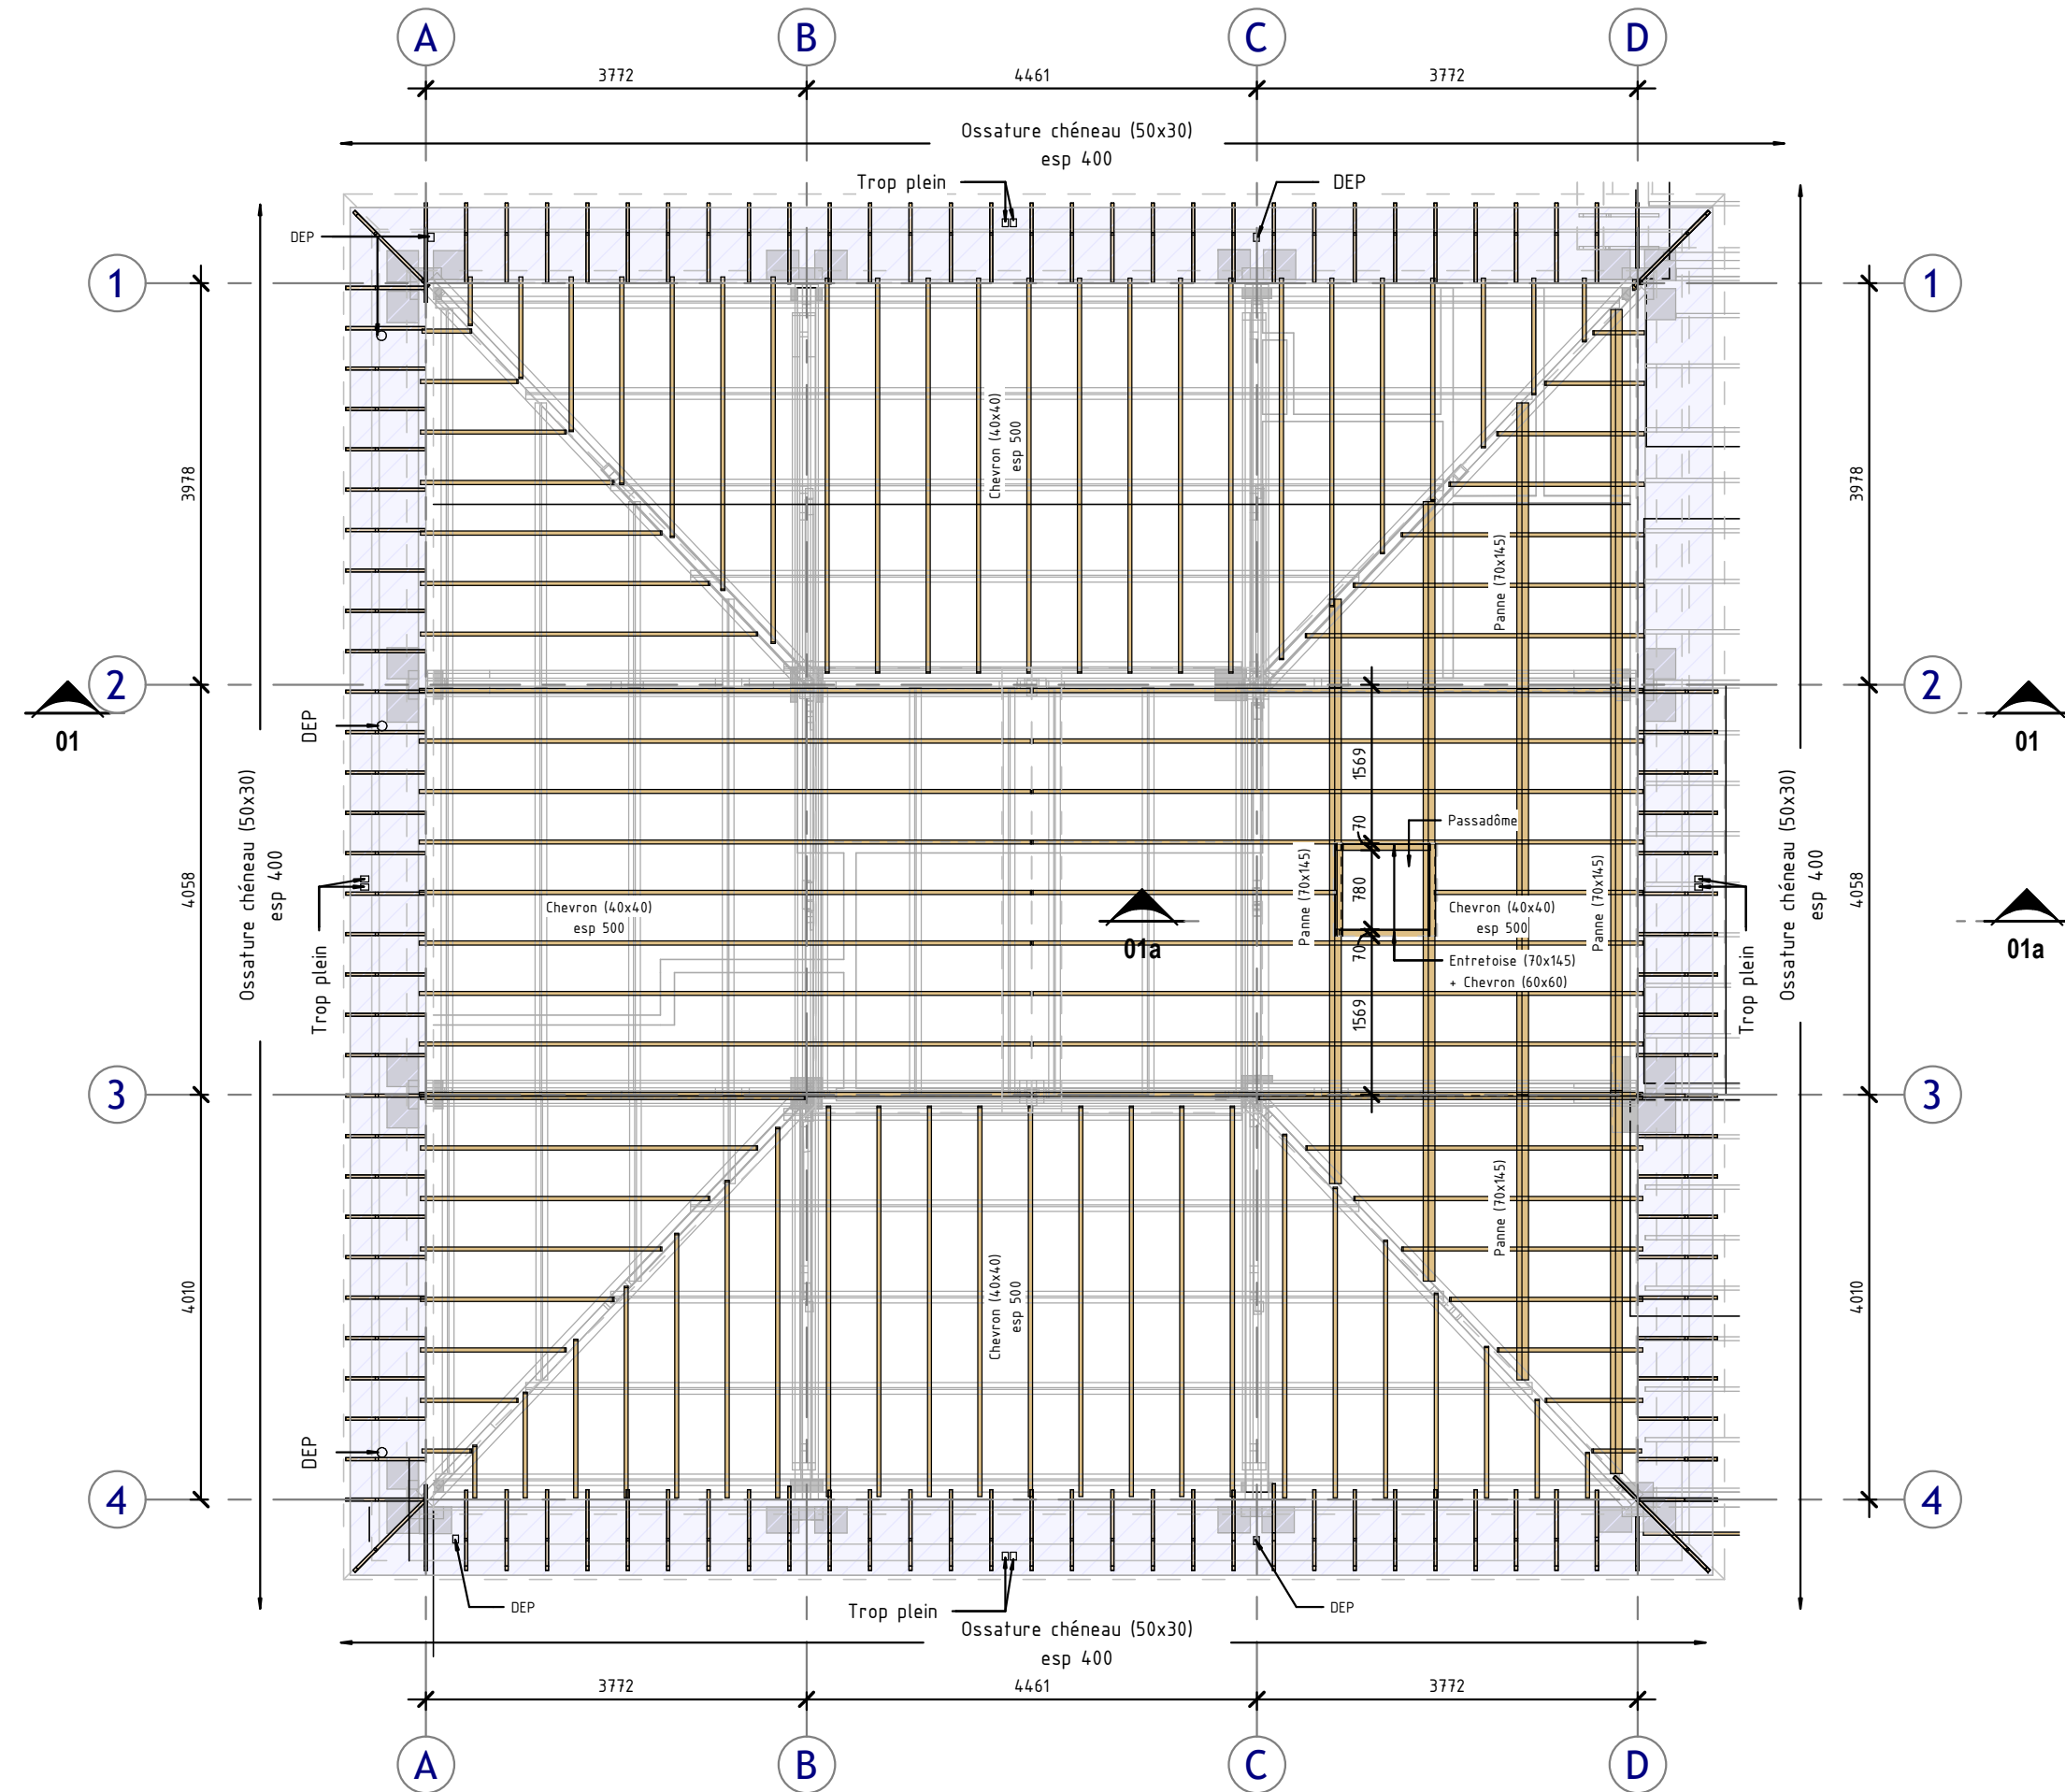 A
B
C
D
3772
4461
3772
Ossature chéneau (50x30)
esp 400
Trop plein
DEP
DEP
1
1
3978
Chevron (40x40)
esp 500
3978
Panne (70x145)
2
2
01
DEP
01
1569
Ossature chéneau (50x30)
esp 400
4058
Trop plein
Chevron (40x40)
esp 500
01a
Panne (70x145)
70
780
70
Passadôme
Chevron (40x40)
esp 500
Panne (70x145)
Entretoise (70x145)
+ Chevron (60x60)
1569
Trop plein
Ossature chéneau (50x30)
esp 400
4058
01a
3
3
4010
Chevron (40x40)
esp 500
Panne (70x145)
4010
DEP
4
4
DEP
Trop plein
DEP
Ossature chéneau (50x30)
esp 400
3772
4461
3772
A
B
C
D